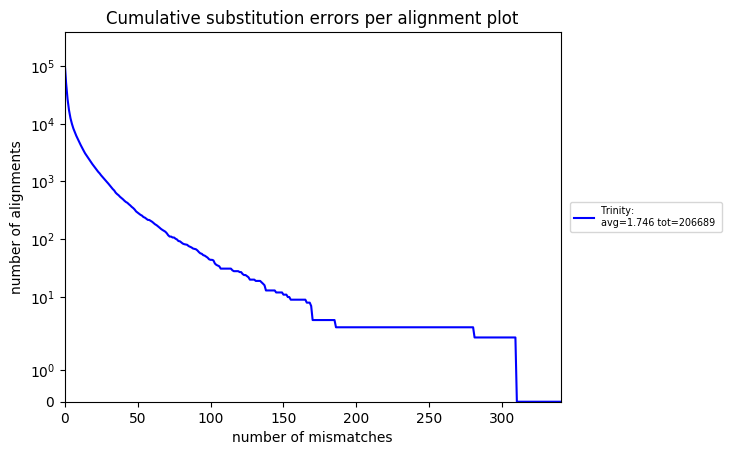 Cumulative substitution errors per alignment plot
number of alignments
10^5
10^4
10^3
10^2
10^1
10^0
0
0 50 100 150 200 250 300
number of mismatches
Trinity:
avg=1.746 tot=206689